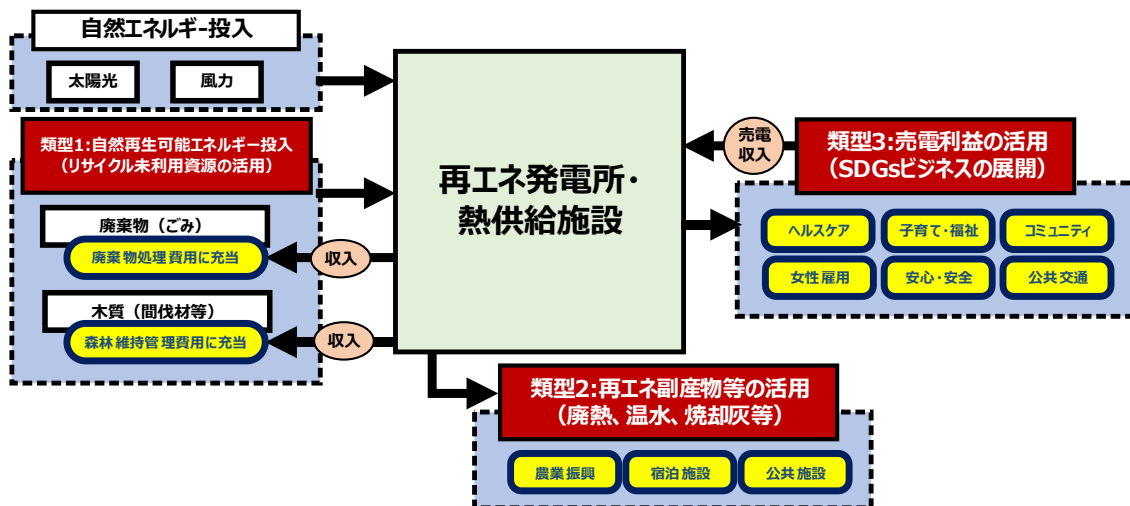 自然エネルギ-投入
太陽光
風力
類型1:自然再生可能エネルギー投入
（リサイクル未利用資源の活用）
廃棄物（ごみ）
廃棄物処理費用に充当
収入
木質（間伐材等）
森林維持管理費用に充当
収入
再エネ発電所・
熱供給施設
売電
収入
類型3:売電利益の活用
（SDGsビジネスの展開）
ヘルスケア
子育て・福祉
コミュニティ
女性雇用
安心・安全
公共交通
類型2:再エネ副産物等の活用
（廃熱、温水、焼却灰等）
農業振興
宿泊施設
公共施設